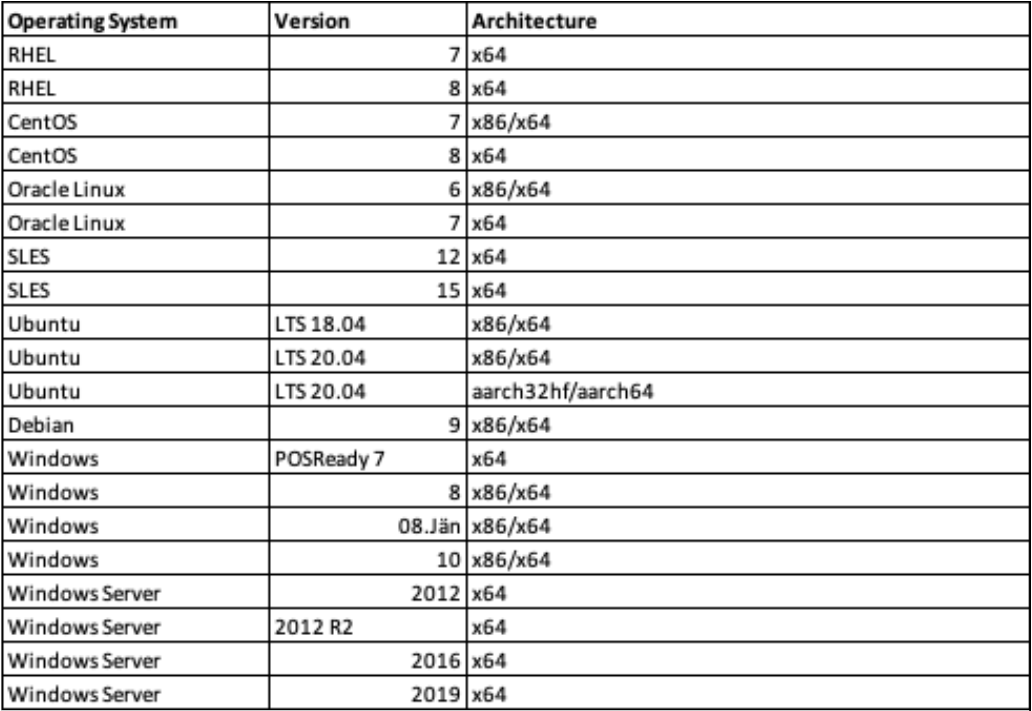 Operating System Version Architecture
RHEL 7 x64
RHEL 8 x64
CentOS 7 x86/x64
CentOS 8 x64
Oracle Linux 6 x86/x64
Oracle Linux 7 x64
SLES 12 x64
SLES 15 x64
Ubuntu LTS 18.04 x86/x64
Ubuntu LTS 20.04 x86/x64
Ubuntu LTS 20.04 aarch32hf/aarch64
Debian 9 x86/x64
Windows POSReady 7 x64
Windows 8 x86/x64
Windows 08.Jän x86/x64
Windows 10 x86/x64
Windows Server 2012 x64
Windows Server 2012 R2 x64
Windows Server 2016 x64
Windows Server 2019 x64